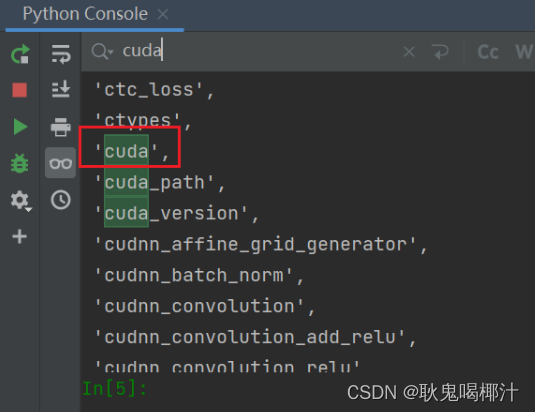 Python Console
cuda
Cc
W
'ctc_loss',
'ctypes',
'cuda',
'cuda_path',
'cuda_version',
'cudnn_affine_grid_generator',
'cudnn_batch_norm',
'cudnn_convolution',
'cudnn_convolution_add_relu',
'cudnn_convolution_relu'
In[5]:
CSDN @耿鬼喝椰汁